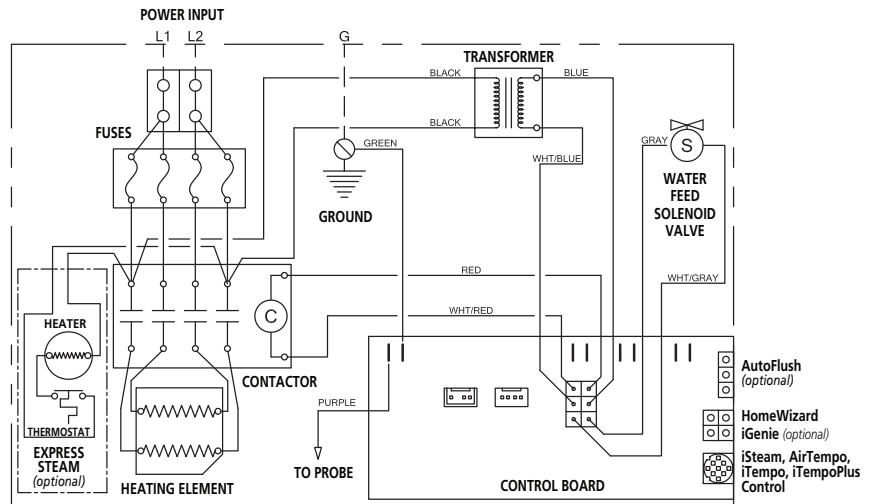 POWER INPUT
L1 L2
G
TRANSFORMER
BLACK
BLUE
FUSES
BLACK
GREEN
WHT/BLUE
GRAY
S
WATER
FEED
SOLENOID
VALVE
GROUND
RED
WHT/GRAY
C
WHT/RED
HEATER
CONTACTOR
PURPLE
THERMOSTAT
EXPRESS
STEAM
(optional)
HEATING ELEMENT
TO PROBE
CONTROL BOARD
AutoFlush
(optional)
HomeWizard
iGenie (optional)
iSteam, AirTempo,
iTempo, iTempoPlus
Control